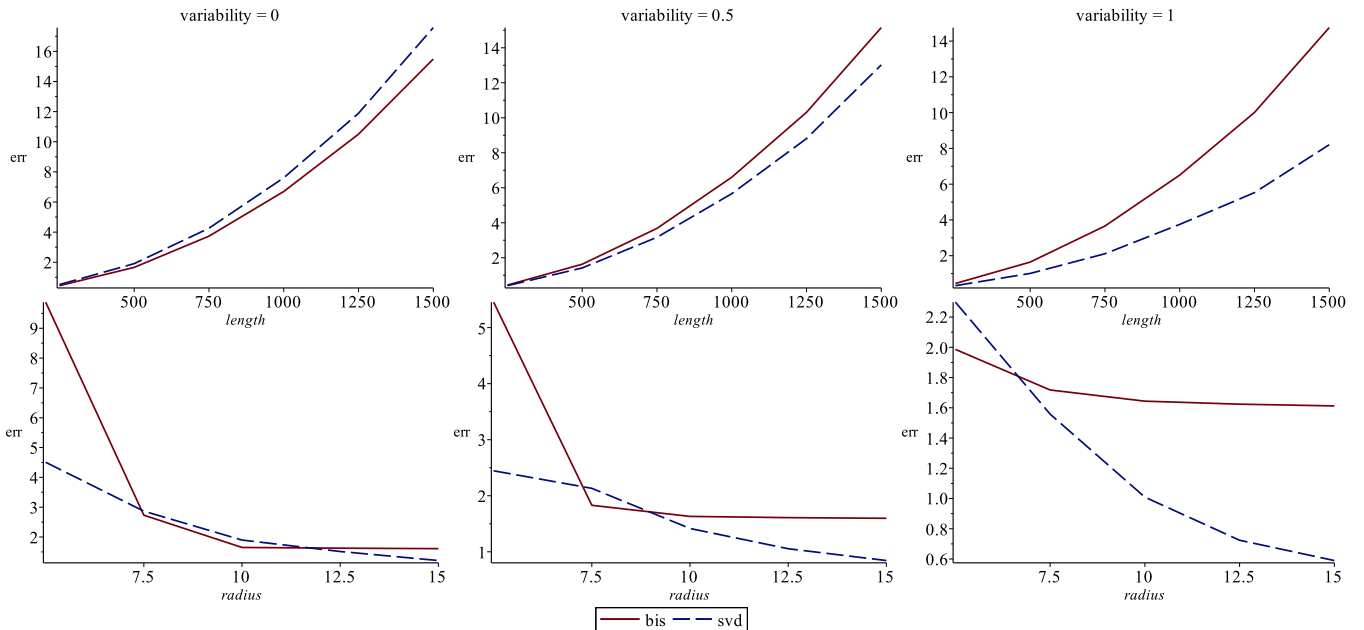 variability = 0
16
14
12
10
8
6
4
2
err
500 750 1000 1250 1500
length
variability = 0.5
14
12
10
8
6
4
2
err
500 750 1000 1250 1500
length
variability = 1
14
12
10
8
6
4
2
err
500 750 1000 1250 1500
length
9
8
7
6
5
4
3
2
err
7.5 10 12.5 15
radius
5
4
3
2
1
err
7.5 10 12.5 15
radius
2.2
2.0
1.8
1.6
1.4
1.2
1.0
0.8
0.6
err
7.5 10 12.5 15
radius
bis svd